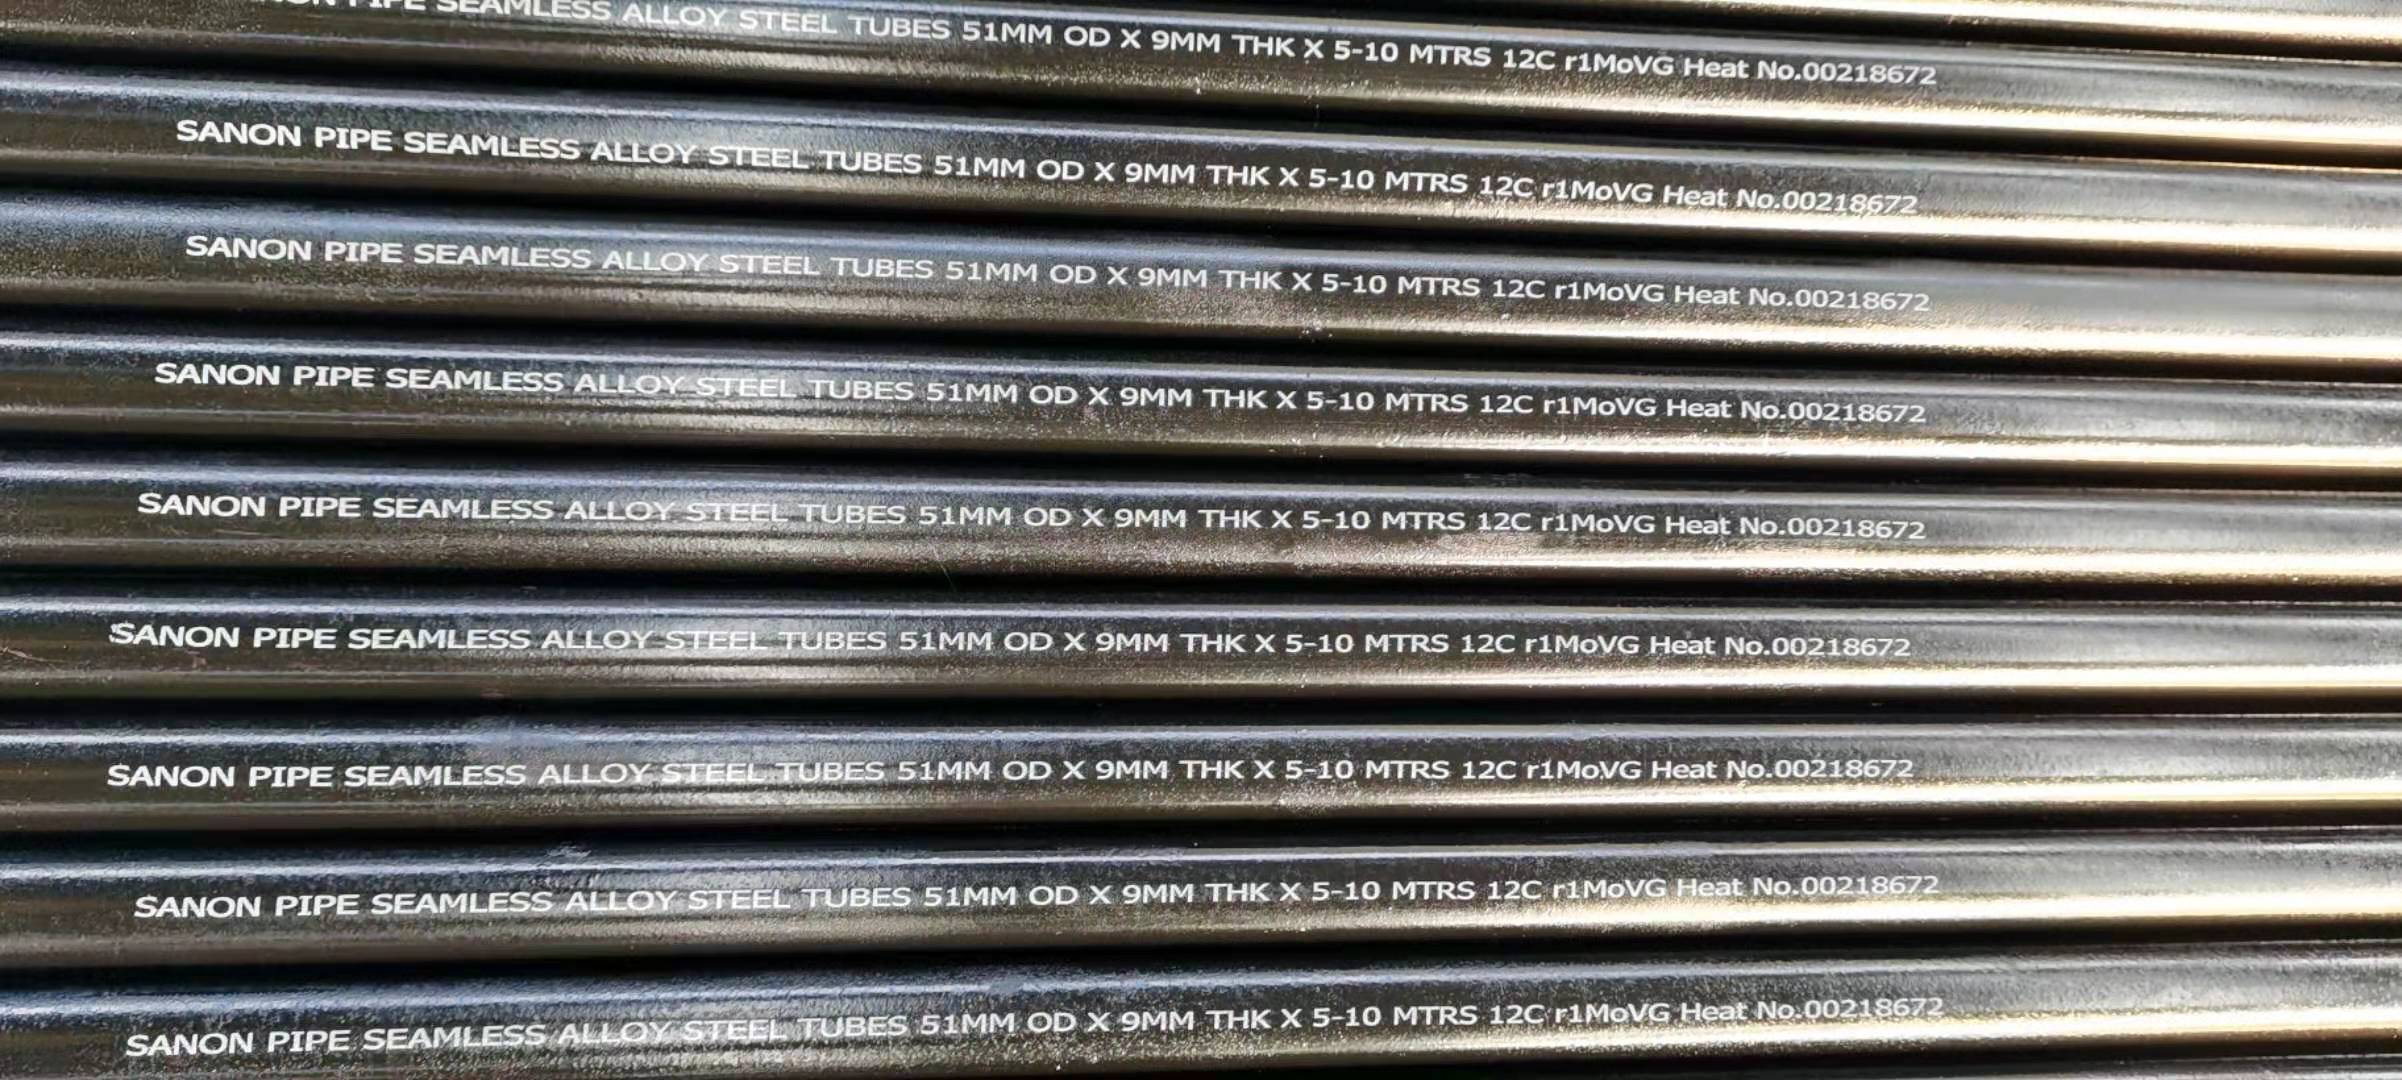 PIPE SEAMLESS ALLOY STEEL TUBES 51MM OD X 9MM THK X 5-10 MTRS 12C r1MoVG Heat No.00218672
SANON PIPE SEAMLESS ALLOY STEEL TUBES 51MM OD X 9MM THK X 5-10 MTRS 12C r1MoVG Heat No.00218672
SANON PIPE SEAMLESS ALLOY STEEL TUBES 51MM OD X 9MM THK X 5-10 MTRS 12C r1MoVG Heat No.00218672
SANON PIPE SEAMLESS ALLOY STEEL TUBES 51MM OD X 9MM THK X 5-10 MTRS 12C r1MoVG Heat No.00218672
SANON PIPE SEAMLESS ALLOY STEEL TUBES 51MM OD X 9MM THK X 5-10 MTRS 12C r1MoVG Heat No.00218672
SANON PIPE SEAMLESS ALLOY STEEL TUBES 51MM OD X 9MM THK X 5-10 MTRS 12C r1MoVG Heat No.00218672
SANON PIPE SEAMLESS ALLOY STEEL TUBES 51MM OD X 9MM THK X 5-10 MTRS 12C r1MoVG Heat No.00218672
SANON PIPE SEAMLESS ALLOY STEEL TUBES 51MM OD X 9MM THK X 5-10 MTRS 12C r1MoVG Heat No.00218672
SANON PIPE SEAMLESS ALLOY STEEL TUBES 51MM OD X 9MM THK X 5-10 MTRS 12C r1MoVG Heat No.00218672